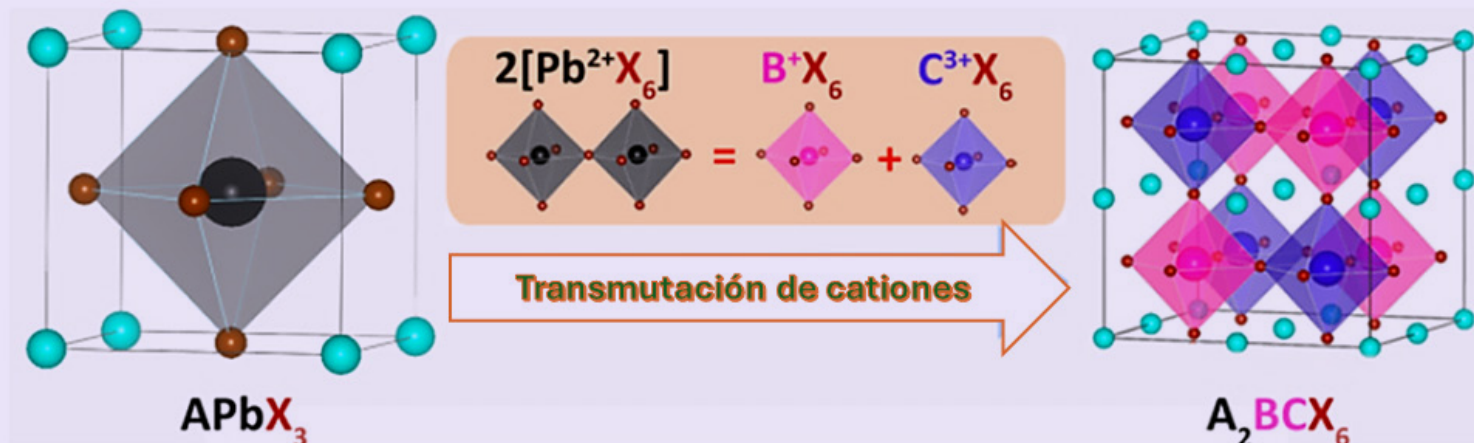 2[Pb²⁺X₆] B⁺X₆ C³⁺X₆
= +
Transmutación de cationes
APbX₃ A₂BCX₆